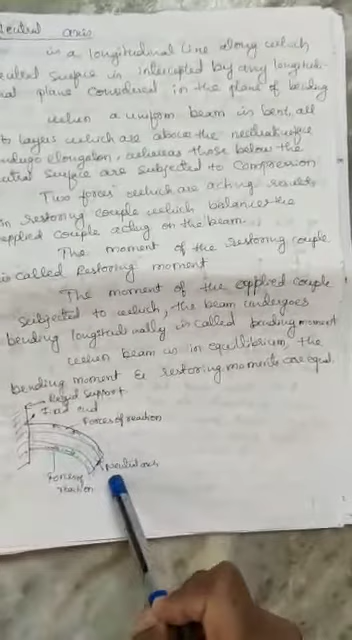 neutral axis
is a longitudinal line along which
neutral surface is intercepted by any longitudi-
nal plane considered in the plane of bending
when a uniform beam is bent, all
layers which are above the neutral surface
undergo elongation, whereas those below the
neutral surface are subjected to compression
Two forces which are acting results
in restoring couple which balances the
applied couple acting on the beam.
The moment of the restoring couple
is called Restoring moment
The moment of the applied couple
subjected to which, the beam undergoes
bending longitudinally is called bending moment
when beam is in equilibrium, the
bending moment & restoring moments are equal.
Rigid support
Fixed end
Forces of reaction
neutral axis
Forces of
reaction